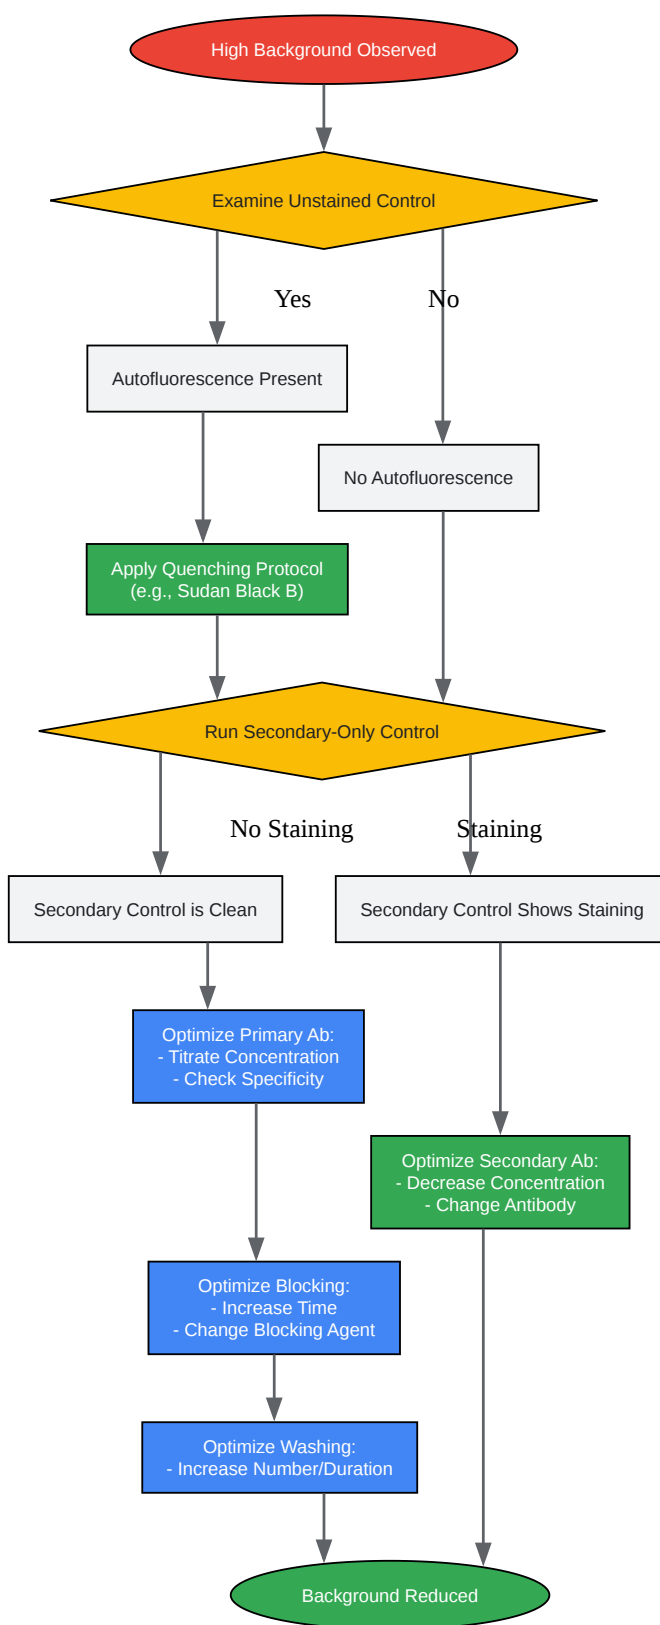 High Background Observed
Examine Unstained Control
Yes
No
Autofluorescence Present
No Autofluorescence
Apply Quenching Protocol
(e.g., Sudan Black B)
Run Secondary-Only Control
No Staining
Staining
Secondary Control is Clean
Secondary Control Shows Staining
Optimize Primary Ab:
- Titrate Concentration
- Check Specificity
Optimize Secondary Ab:
- Decrease Concentration
- Change Antibody
Optimize Blocking:
- Increase Time
- Change Blocking Agent
Optimize Washing:
- Increase Number/Duration
Background Reduced